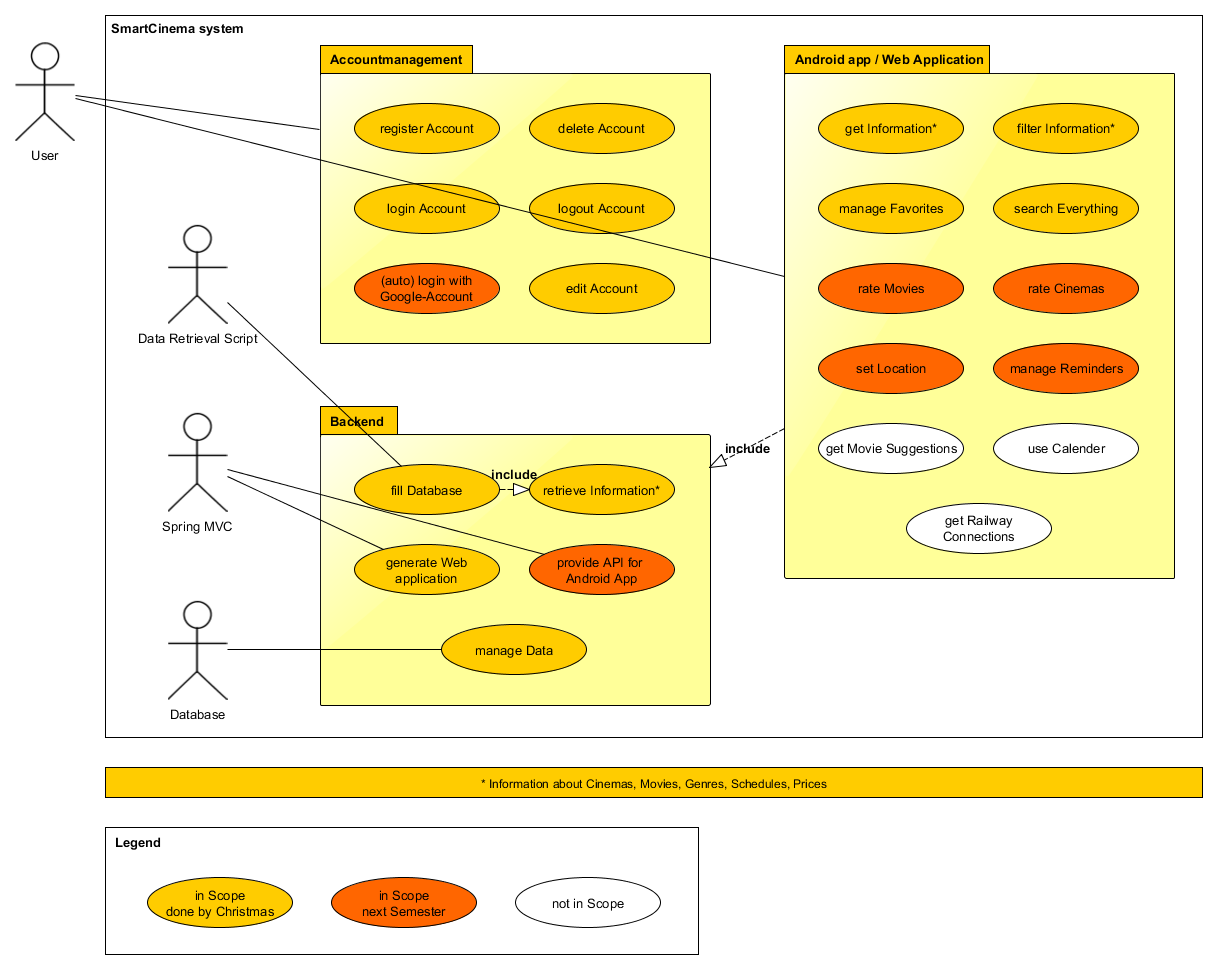 SmartCinema system
User
Accountmanagement
register Account
delete Account
login Account
logout Account
(auto) login with
Google-Account
edit Account
Android app / Web Application
get Information*
filter Information*
manage Favorites
search Everything
rate Movies
rate Cinemas
set Location
manage Reminders
get Movie Suggestions
use Calender
get Railway
Connections
include
Data Retrieval Script
Spring MVC
Database
Backend
fill Database
include
retrieve Information*
generate Web
application
provide API for
Android App
manage Data
* Information about Cinemas, Movies, Genres, Schedules, Prices
Legend
in Scope
done by Christmas
in Scope
next Semester
not in Scope